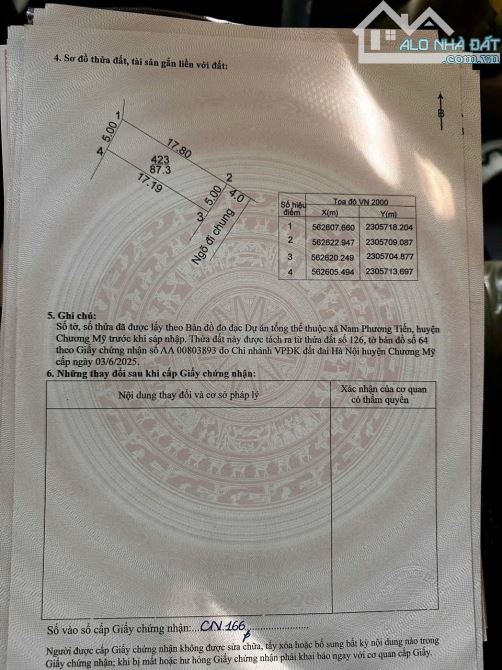 ALO NHÀ ĐẤT
.com.vn
4. Sơ đồ thửa đất, tài sản gắn liền với đất:
B
1
5.00
17.80
4
423
87.3
17.19
2
5.00
4.0
3
Ngõ đi chung
Số hiệu điểm Tọa độ VN 2000
X(m) Y(m)
1 562607.660 2305718.204
2 562622.947 2305709.087
3 562620.249 2305704.877
4 562605.494 2305713.697
5. Ghi chú:
Số tờ, số thửa đã được lấy theo Bản đồ đo đạc Dự án tổng thể thuộc xã Nam Phương Tiến, huyện
Chương Mỹ trước khi sáp nhập. Thửa đất này được tách ra từ thửa đất số 126, tờ bản đồ số 64
theo Giấy chứng nhận số AA 00803893 do Chi nhánh VPĐK đất đai Hà Nội huyện Chương Mỹ
cấp ngày 03/6/2025.
6. Những thay đổi sau khi cấp Giấy chứng nhận:
Nội dung thay đổi và cơ sở pháp lý
Xác nhận của cơ quan
có thẩm quyền
Số vào sổ cấp Giấy chứng nhận:...CN 166......................
Người được cấp Giấy chứng nhận không được sửa chữa, tẩy xóa hoặc bổ sung bất kỳ nội dung nào trong
Giấy chứng nhận; khi bị mất hoặc hư hỏng Giấy chứng nhận phải khai báo ngay với cơ quan cấp Giấy.